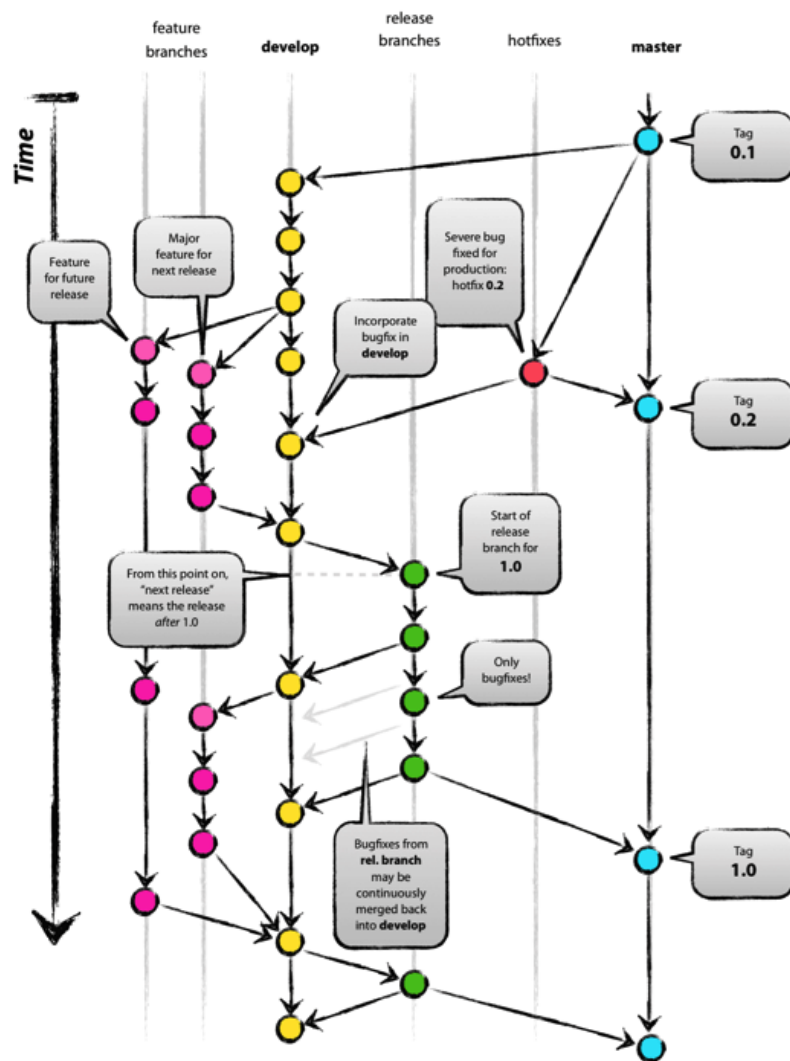 feature
branches
develop
release
branches
hotfixes
master
Time
Tag
0.1
Major
feature for
next release
Feature
for future
release
Severe bug
fixed for
production:
hotfix 0.2
Incorporate
bugfix in
develop
Tag
0.2
Start of
release
branch for
1.0
From this point on,
“next release”
means the release
after 1.0
Only
bugfixes!
Bugfixes from
rel. branch
may be
continuously
merged back
into develop
Tag
1.0